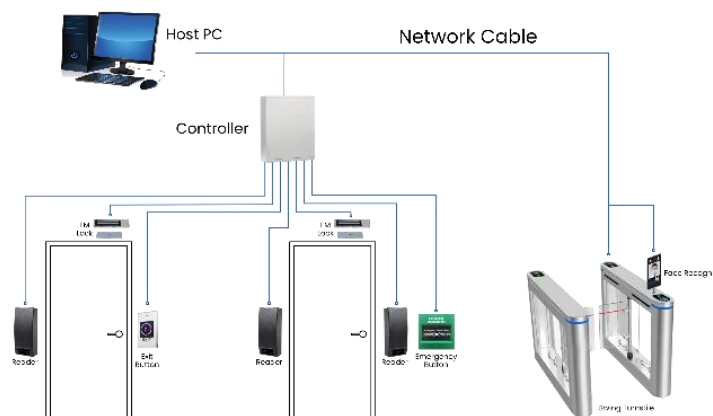 Host PC
Network Cable
Controller
EM
Lock
EM
Lock
Reader
Exit
Button
Reader
Reader
Emergency
Button
Face Recogn
Swing Turnstile